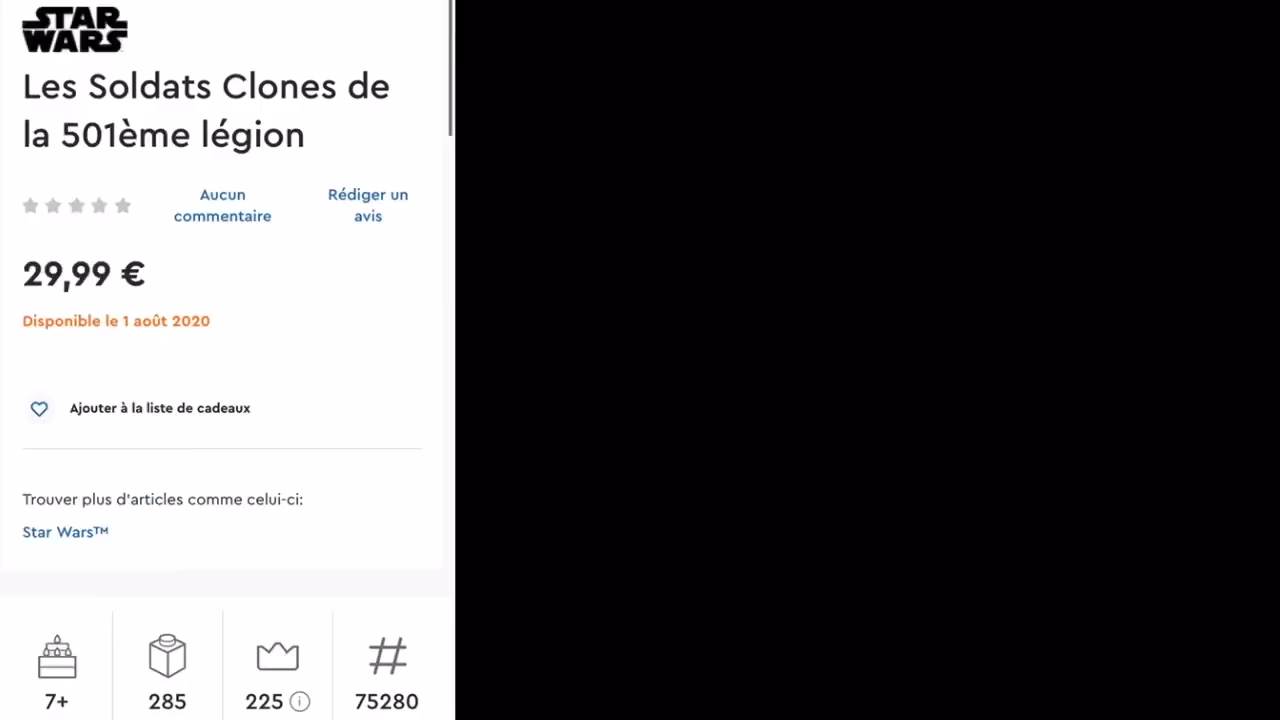 STAR
WARS
Les Soldats Clones de
la 501ème légion
Aucun
commentaire
Rédiger un
avis
29,99 €
Disponible le 1 août 2020
Ajouter à la liste de cadeaux
Trouver plus d'articles comme celui-ci:
Star Wars™
7+
285
225
75280